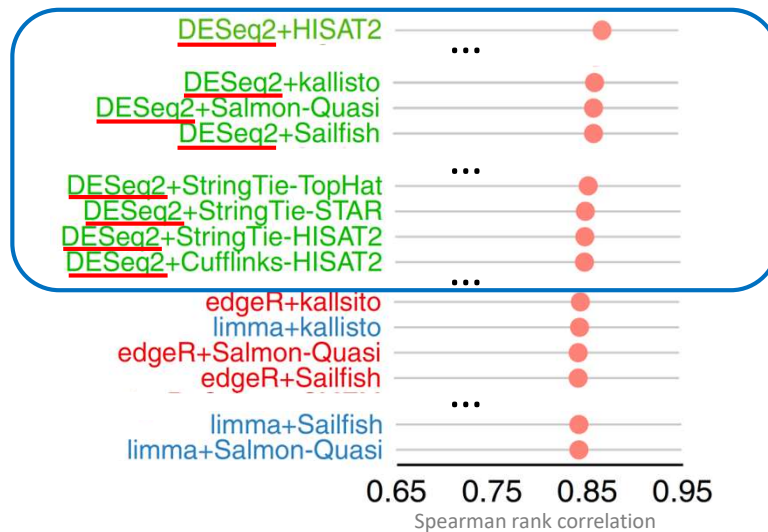 DESeq2+HISAT2
...
DESeq2+kallisto
DESeq2+Salmon-Quasi
DESeq2+Sailfish
...
DESeq2+StringTie-TopHat
DESeq2+StringTie-STAR
DESeq2+StringTie-HISAT2
DESeq2+Cufflinks-HISAT2
...
edgeR+kallsito
limma+kallisto
edgeR+Salmon-Quasi
edgeR+Sailfish
...
limma+Sailfish
limma+Salmon-Quasi
0.65 0.75 0.85 0.95
Spearman rank correlation